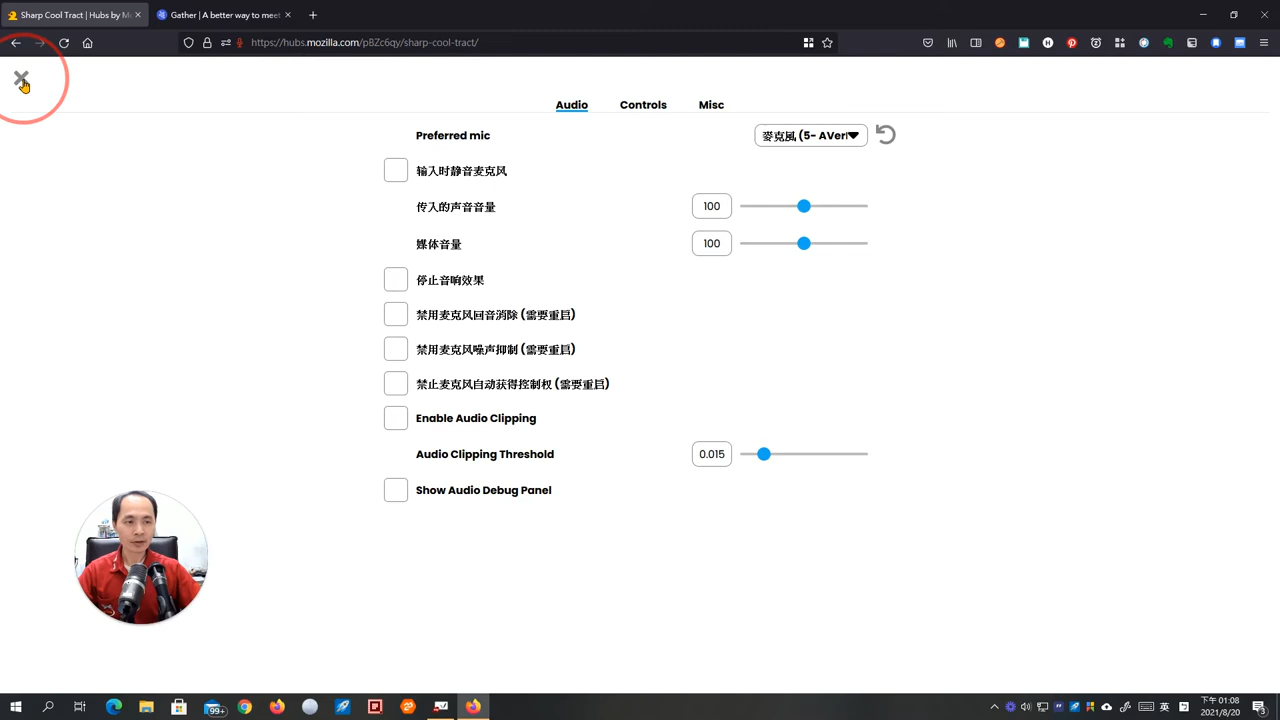 Sharp Cool Tract | Hubs by Mo
Gather | A better way to meet
https://hubs.mozilla.com/pBZc6qy/sharp-cool-tract/
Audio Controls Misc
Preferred mic
麥克風 (5- AVerI
输入时静音麦克风
传入的声音音量 100
媒体音量 100
停止音响效果
禁用麦克风回音消除 (需要重启)
禁用麦克风噪声抑制 (需要重启)
禁止麦克风自动获得控制权 (需要重启)
Enable Audio Clipping
Audio Clipping Threshold 0.015
Show Audio Debug Panel
99+
英
下午 01:08
2021/8/20